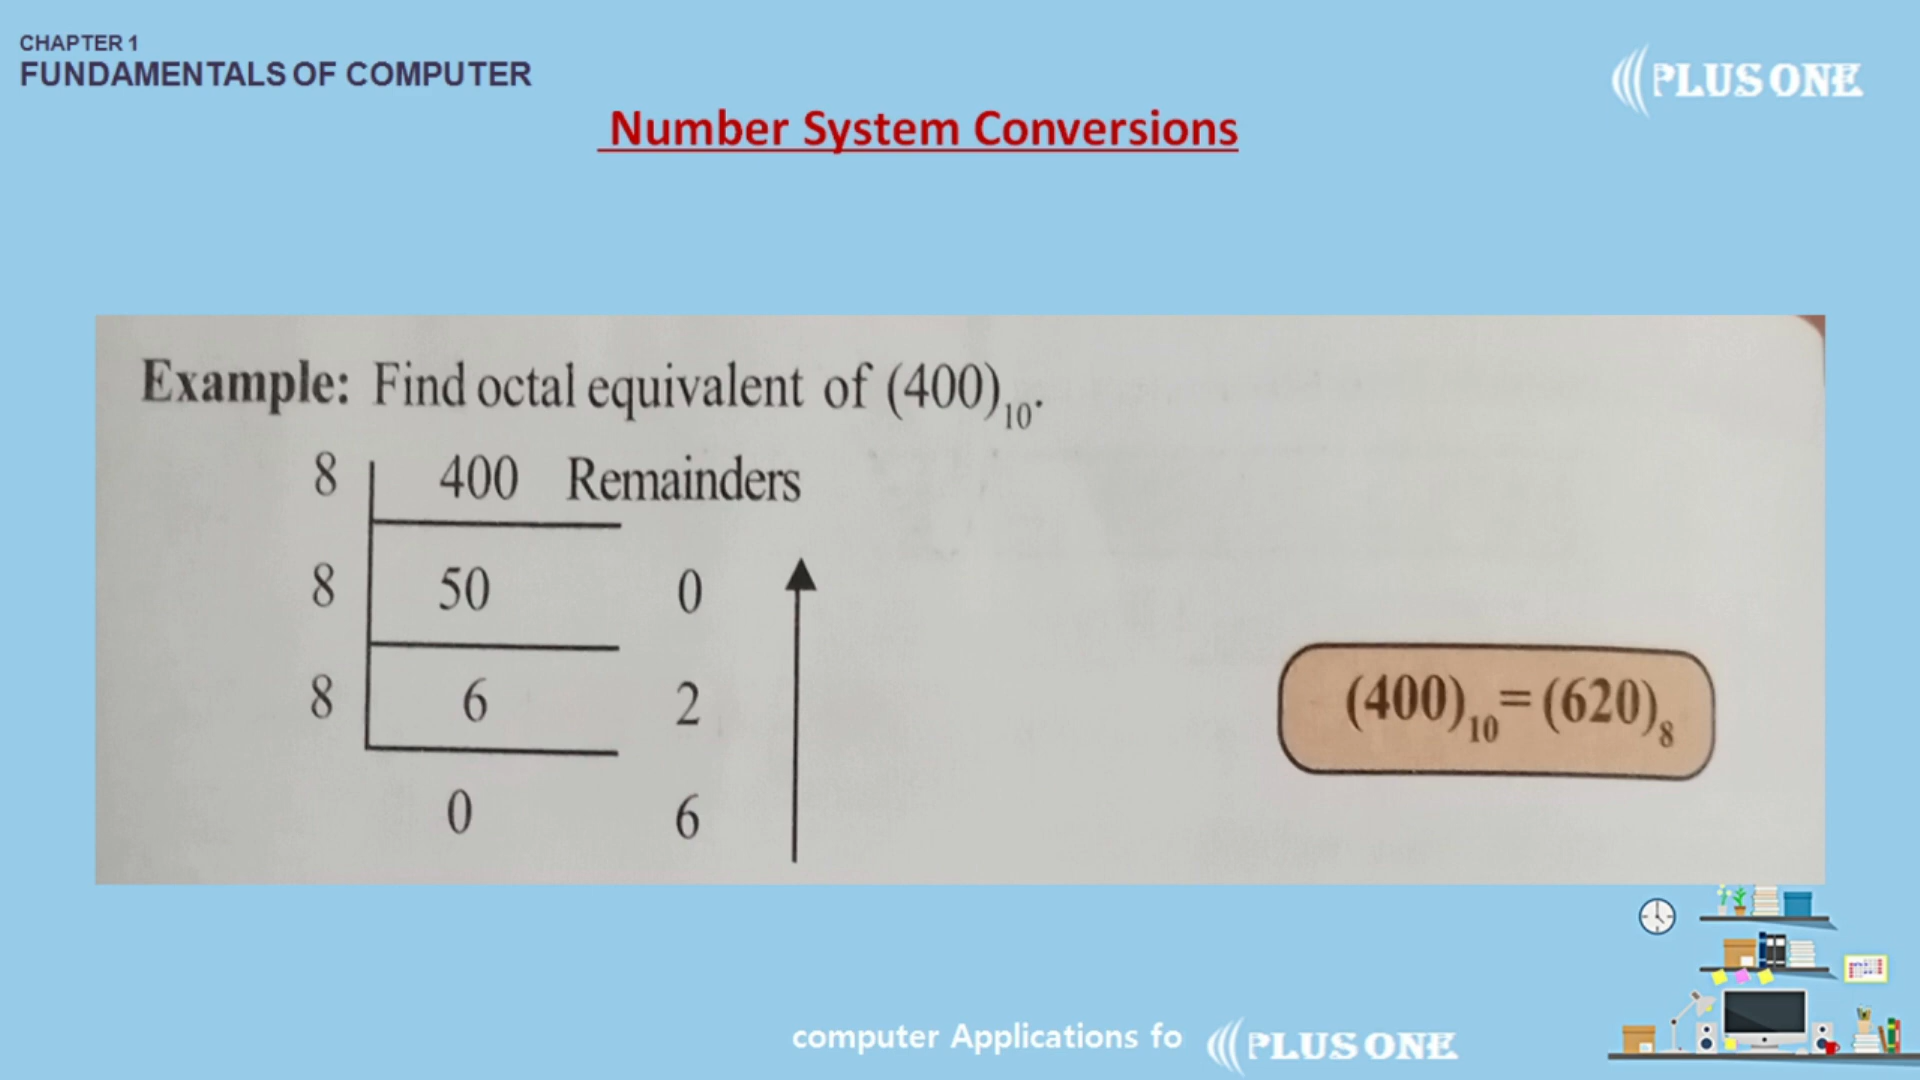 CHAPTER 1
FUNDAMENTALS OF COMPUTER
PLUS ONE
Number System Conversions
Example: Find octal equivalent of (400)₁₀.
8 400 Remainders
8 50 0
8 6 2
0 6
(400)₁₀ = (620)₈
computer Applications fo PLUS ONE